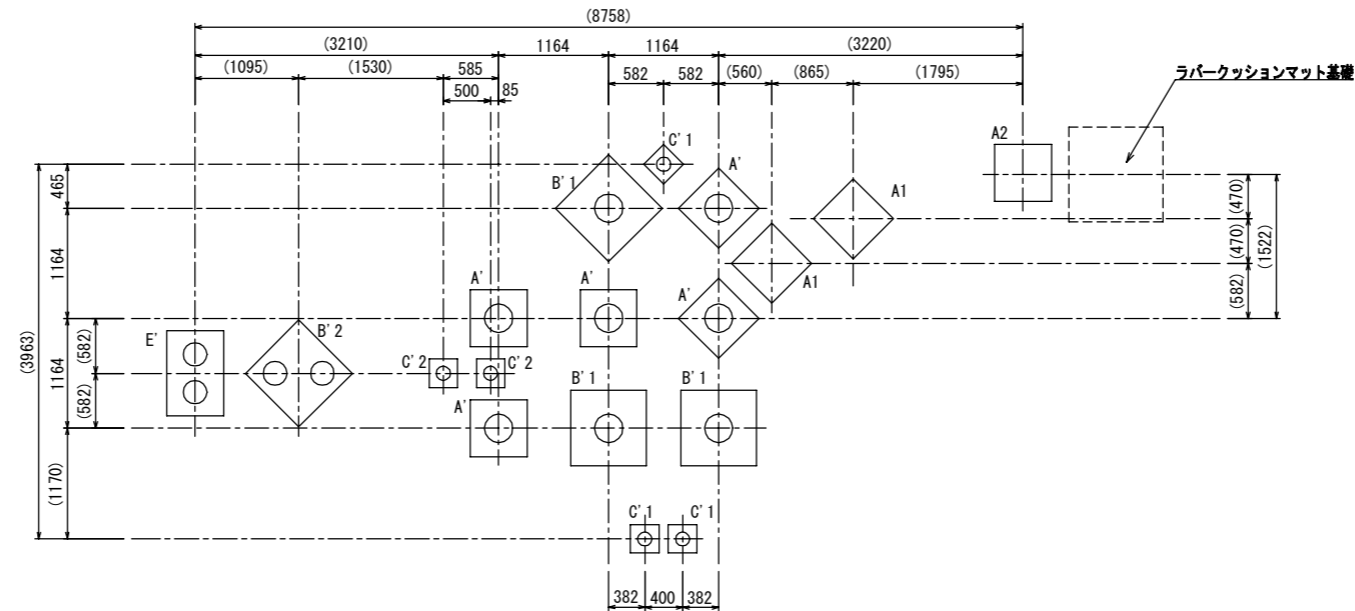 (8758)
(3210)
1164
1164
(3220)
(1095)
(1530)
585
582
582
(560)
(865)
(1795)
500
85
ラバークッションマット基礎
C'1
A2
A'
B'1
A1
465
(470)
1164
(470)
(1522)
A1
A'
A'
A'
(582)
(3963)
(582)
E'
B'2
1164
C'2
C'2
(582)
B'1
B'1
A'
(1170)
C'1
C'1
382
400
382